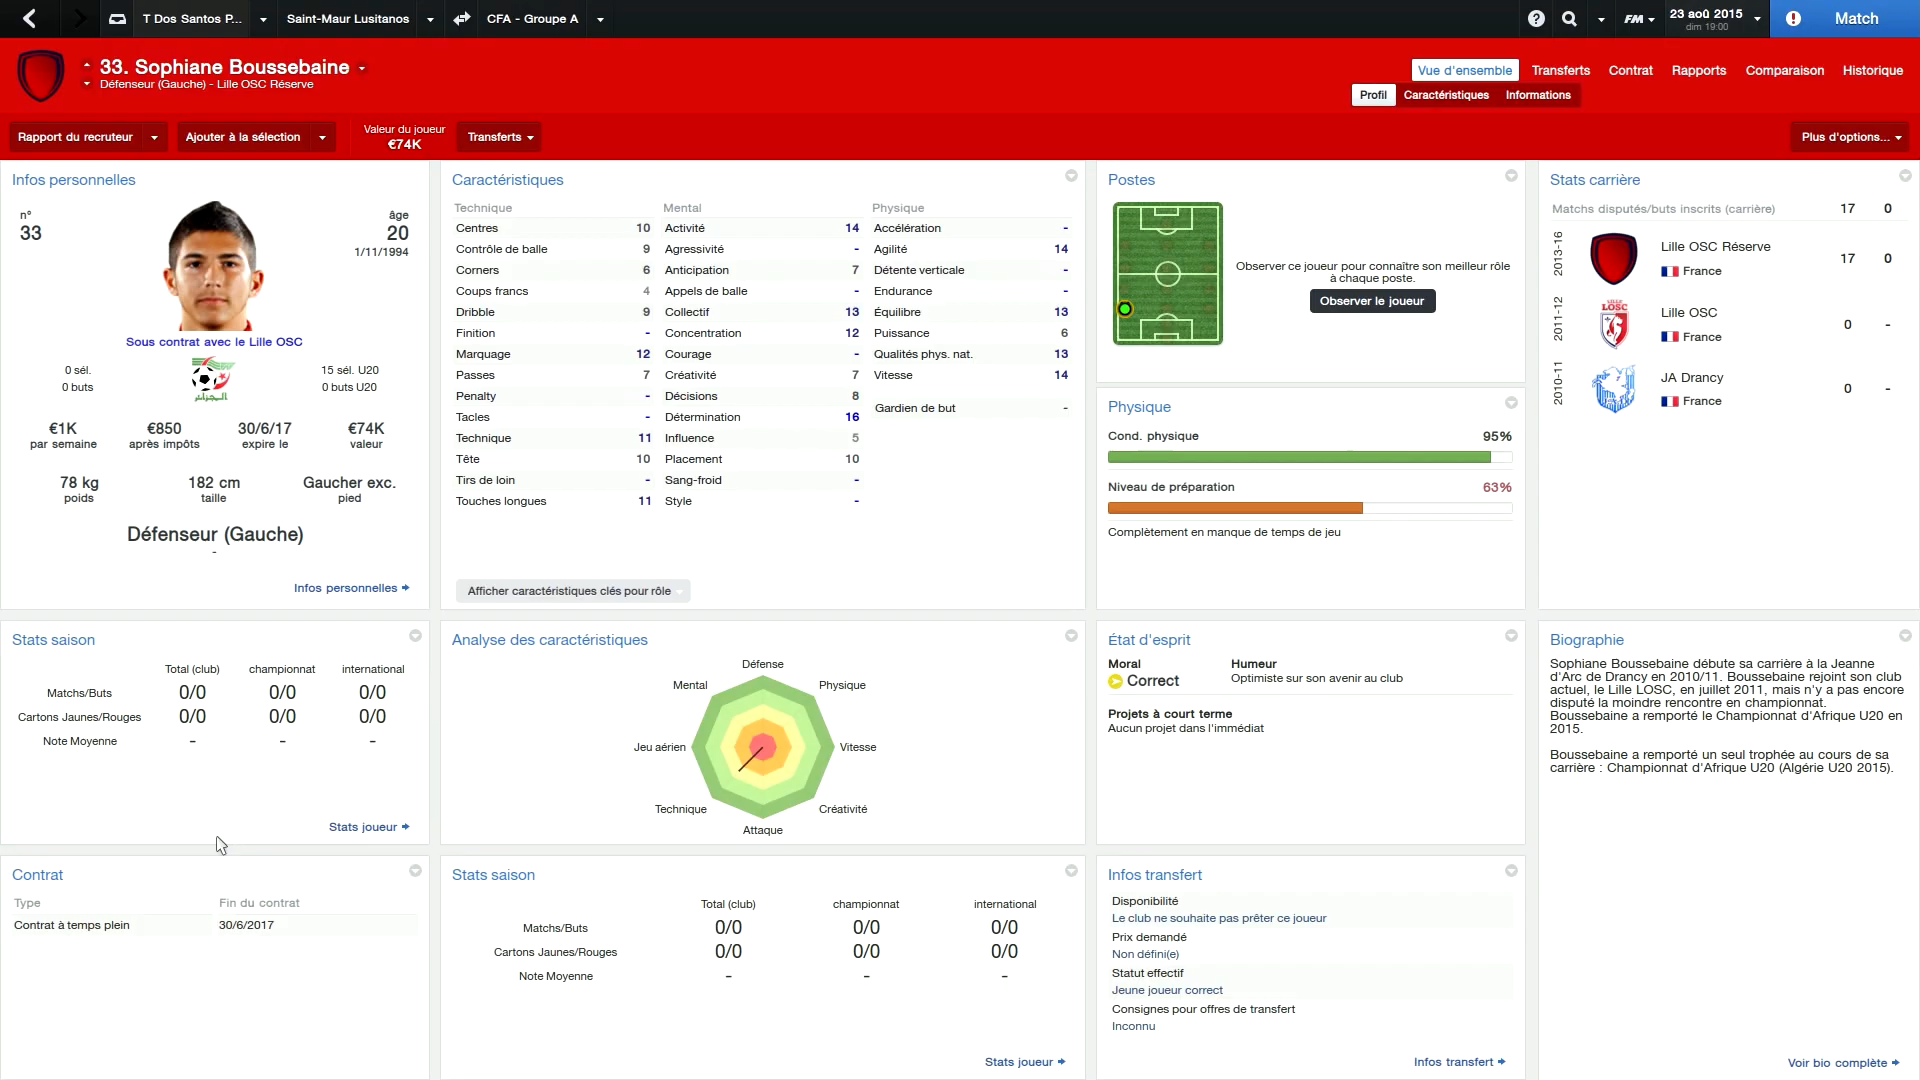 T Dos Santos P...
Saint-Maur Lusitanos
CFA - Groupe A
FM
23 aoû 2015
dim 19:00
Match
33. Sophiane Boussebaine
Défenseur (Gauche) - Lille OSC Réserve
Vue d'ensemble
Transferts
Contrat
Rapports
Comparaison
Historique
Profil
Caractéristiques
Informations
Rapport du recruteur
Ajouter à la sélection
Valeur du joueur
€74K
Transferts
Plus d'options...
Infos personnelles
n°
33
âge
20
1/11/1994
Sous contrat avec le Lille OSC
0 sél.
0 buts
15 sél. U20
0 buts U20
€1K
par semaine
€850
après impôts
30/6/17
expire le
€74K
valeur
78 kg
poids
182 cm
taille
Gaucher exc.
pied
Défenseur (Gauche)
-
Infos personnelles
Caractéristiques
Technique
Centres 10
Contrôle de balle 9
Corners 6
Coups francs 4
Dribble 9
Finition -
Marquage 12
Passes 7
Penalty -
Tacles -
Technique 11
Tête 10
Tirs de loin -
Touches longues 11
Mental
Activité 14
Agressivité -
Anticipation 7
Appels de balle -
Collectif 13
Concentration 12
Courage -
Créativité 7
Décisions 8
Détermination 16
Influence 5
Placement 10
Sang-froid -
Style -
Physique
Accélération -
Agilité 14
Détente verticale -
Endurance -
Équilibre 13
Puissance 6
Qualités phys. nat. 13
Vitesse 14
Gardien de but -
Afficher caractéristiques clés pour rôle
Postes
Observer ce joueur pour connaître son meilleur rôle
à chaque poste.
Observer le joueur
Physique
Cond. physique 95%
Niveau de préparation 63%
Complètement en manque de temps de jeu
Stats carrière
Matchs disputés/buts inscrits (carrière) 17 0
2013-16
Lille OSC Réserve
France
17 0
2011-12
LOSC
Lille OSC
France
0 -
2010-11
JA Drancy
France
0 -
Stats saison
Total (club) championnat international
Matchs/Buts 0/0 0/0 0/0
Cartons Jaunes/Rouges 0/0 0/0 0/0
Note Moyenne - - -
Stats joueur
Analyse des caractéristiques
Défense
Mental
Physique
Jeu aérien
Vitesse
Technique
Créativité
Attaque
État d'esprit
Moral
Correct
Humeur
Optimiste sur son avenir au club
Projets à court terme
Aucun projet dans l'immédiat
Biographie
Sophiane Boussebaine débute sa carrière à la Jeanne
d'Arc de Drancy en 2010/11. Boussebaine rejoint son club
actuel, le Lille LOSC, en juillet 2011, mais n'y a pas encore
disputé la moindre rencontre en championnat.
Boussebaine a remporté le Championnat d'Afrique U20 en
2015.
Boussebaine a remporté un seul trophée au cours de sa
carrière : Championnat d'Afrique U20 (Algérie U20 2015).
Voir bio complète
Contrat
Type Fin du contrat
Contrat à temps plein 30/6/2017
Stats saison
Total (club) championnat international
Matchs/Buts 0/0 0/0 0/0
Cartons Jaunes/Rouges 0/0 0/0 0/0
Note Moyenne - - -
Stats joueur
Infos transfert
Disponibilité
Le club ne souhaite pas prêter ce joueur
Prix demandé
Non défini(e)
Statut effectif
Jeune joueur correct
Consignes pour offres de transfert
Inconnu
Infos transfert